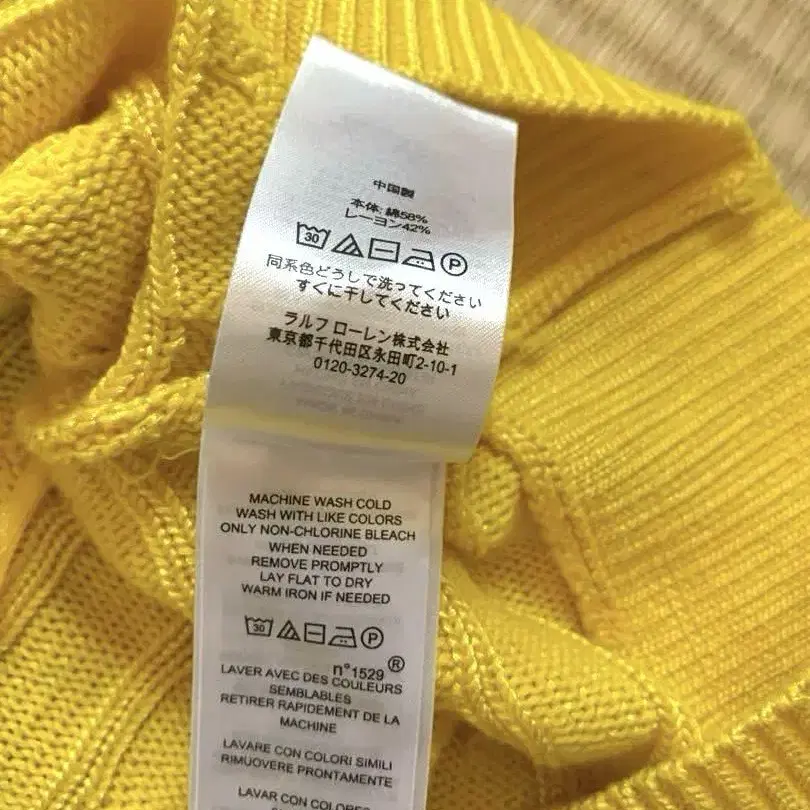 中国製
本体: 綿58%
レーヨン42%
30 P
同系色どうしで洗ってください
すぐに干してください
ラルフ ローレン株式会社
東京都千代田区永田町2-10-1
0120-3274-20
MACHINE WASH COLD
WASH WITH LIKE COLORS
ONLY NON-CHLORINE BLEACH
WHEN NEEDED
REMOVE PROMPTLY
LAY FLAT TO DRY
WARM IRON IF NEEDED
30 P
n°1529 ®
LAVER AVEC DES COULEURS
SEMBLABLES
RETIRER RAPIDEMENT DE LA
MACHINE
LAVARE CON COLORI SIMILI
RIMUOVERE PRONTAMENTE
LAVAR CON COLORES